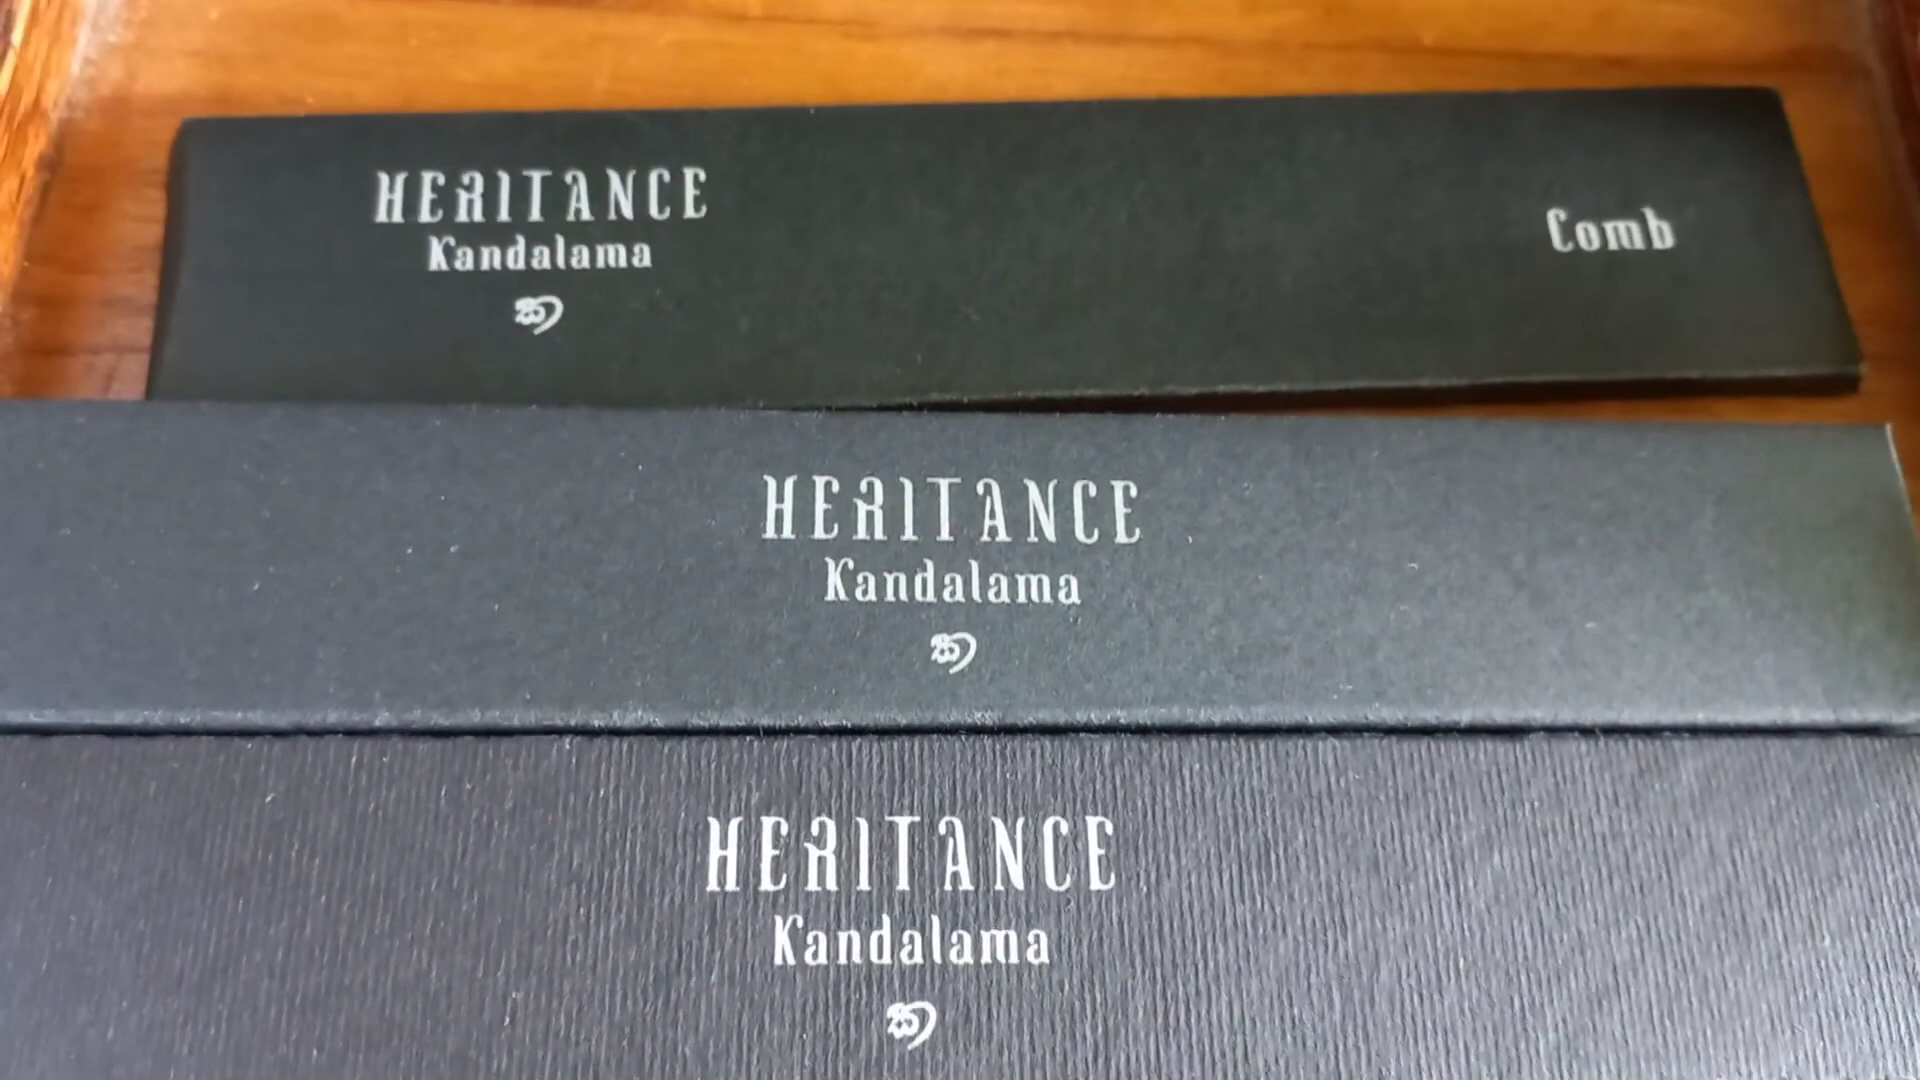 HERITANCE
Kandalama
ක
Comb
HERITANCE
Kandalama
ක
HERITANCE
Kandalama
ක